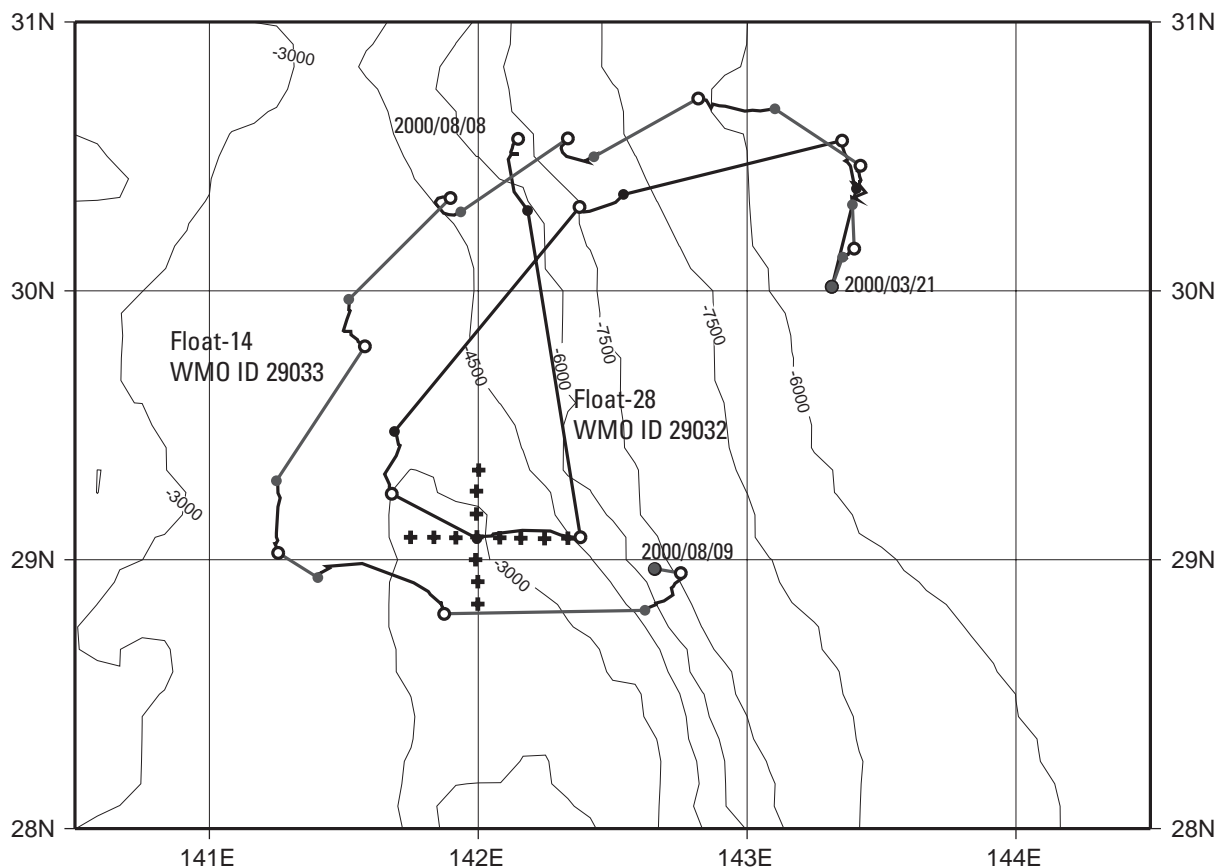 31N
31N
-3000
2000/08/08
30N
30N
2000/03/21
-7500
-7500
Float-14
WMO ID 29033
-4500
-6000
-6000
Float-28
WMO ID 29032
-3000
29N
29N
2000/08/09
-3000
28N
28N
141E
142E
143E
144E